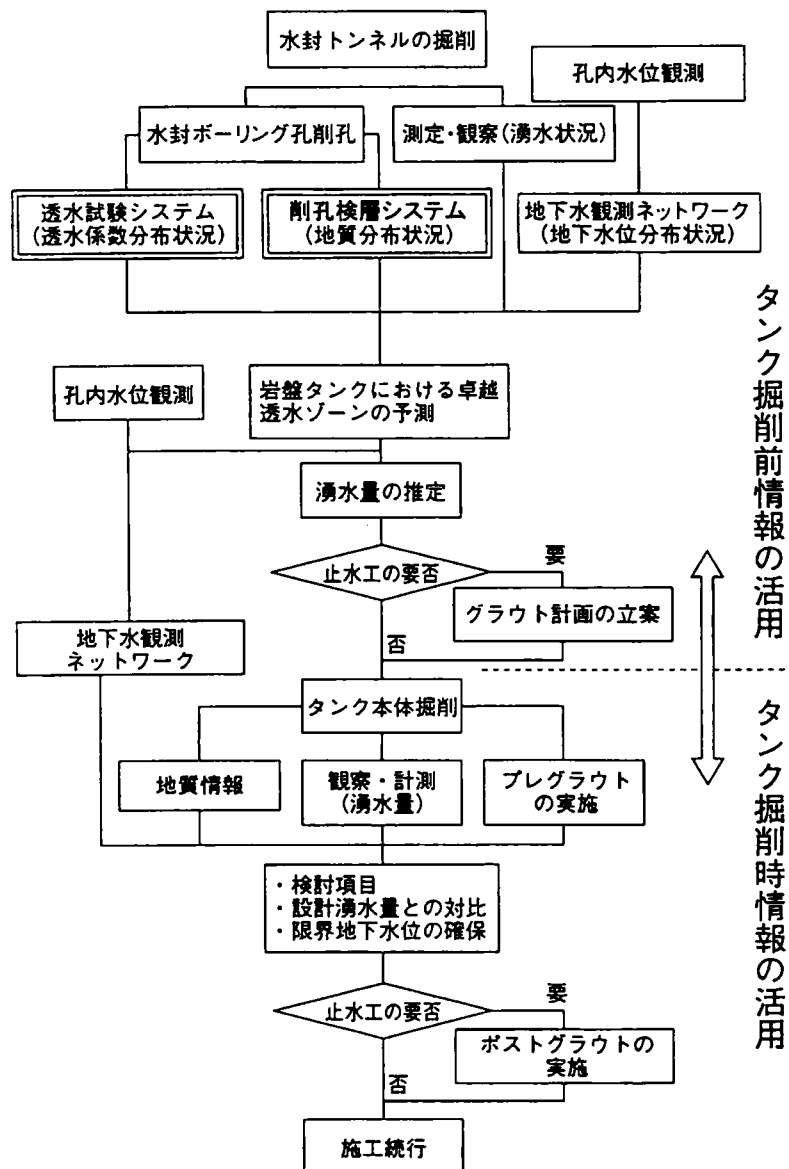 水封トンネルの掘削
孔内水位観測
水封ボーリング孔削孔
測定・観察(湧水状況)
透水試験システム
(透水係数分布状況)
削孔検層システム
(地質分布状況)
地下水観測ネットワーク
(地下水位分布状況)
孔内水位観測
岩盤タンクにおける卓越
透水ゾーンの予測
湧水量の推定
止水工の要否
要
グラウト計画の立案
否
地下水観測
ネットワーク
タンク掘削前情報の活用
タンク本体掘削
地質情報
観察・計測
(湧水量)
プレグラウト
の実施
・検討項目
・設計湧水量との対比
・限界地下水位の確保
止水工の要否
要
ポストグラウトの
実施
否
施工続行
タンク掘削時情報の活用